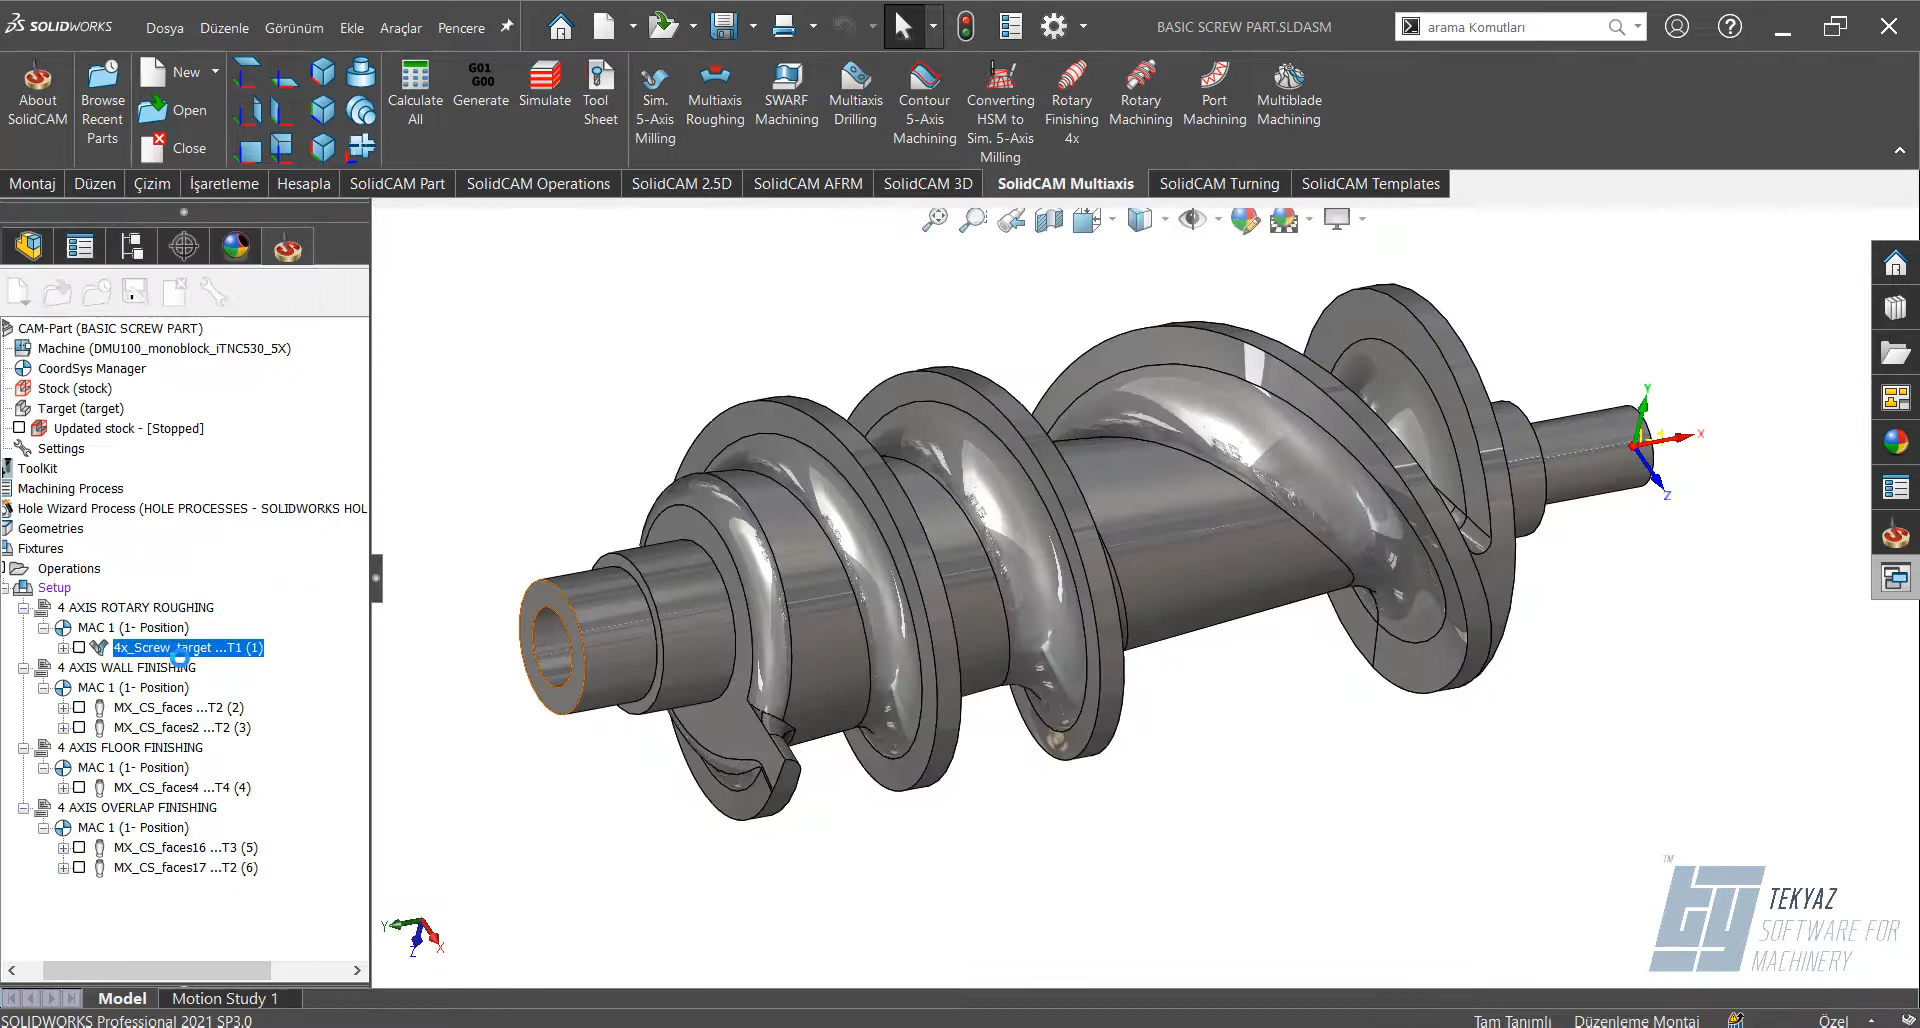 SOLIDWORKS
Dosya
Düzenle
Görünüm
Ekle
Araçlar
Pencere
BASIC SCREW PART.SLDASM
arama Komutları
About
SolidCAM
Browse
Recent
Parts
New
Open
Close
Calculate
All
G01
G00
Generate
Simulate
Tool
Sheet
Sim.
5-Axis
Milling
Multiaxis
Roughing
SWARF
Machining
Multiaxis
Drilling
Contour
5-Axis
Machining
Converting
HSM to
Sim. 5-Axis
Milling
Rotary
Finishing
4x
Rotary
Machining
Port
Machining
Multiblade
Machining
Montaj
Düzen
Çizim
İşaretleme
Hesapla
SolidCAM Part
SolidCAM Operations
SolidCAM 2.5D
SolidCAM AFRM
SolidCAM 3D
SolidCAM Multiaxis
SolidCAM Turning
SolidCAM Templates
CAM-Part (BASIC SCREW PART)
Machine (DMU100_monoblock_iTNC530_5X)
CoordSys Manager
Stock (stock)
Target (target)
Updated stock - [Stopped]
Settings
ToolKit
Machining Process
Hole Wizard Process (HOLE PROCESSES - SOLIDWORKS HOL
Geometries
Fixtures
Operations
Setup
4 AXIS ROTARY ROUGHING
MAC 1 (1- Position)
4x_Screw_target ...T1 (1)
4 AXIS WALL FINISHING
MAC 1 (1- Position)
MX_CS_faces ...T2 (2)
MX_CS_faces2 ...T2 (3)
4 AXIS FLOOR FINISHING
MAC 1 (1- Position)
MX_CS_faces4 ...T4 (4)
4 AXIS OVERLAP FINISHING
MAC 1 (1- Position)
MX_CS_faces16 ...T3 (5)
MX_CS_faces17 ...T2 (6)
Y
X
Z
Y
X
Z
TM
TEKYAZ
SOFTWARE FOR
MACHINERY
Model
Motion Study 1
SOLIDWORKS Professional 2021 SP3.0
Tam Tanımlı
Düzenleme Montaj
Özel